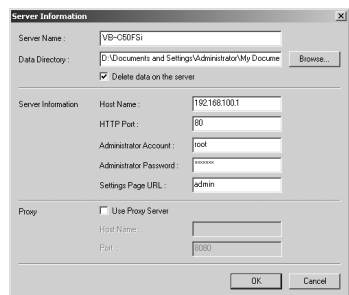 Server Information
Server Name : VB-C50FSi
Data Directory : D:\Documents and Settings\Administrator\My Docume Browse...
Delete data on the server
Server Information Host Name : 192.168.100.1
HTTP Port : 80
Administrator Account : root
Administrator Password : ××××××
Settings Page URL : admin
Proxy Use Proxy Server
Host Name :
Port : 8080
OK Cancel